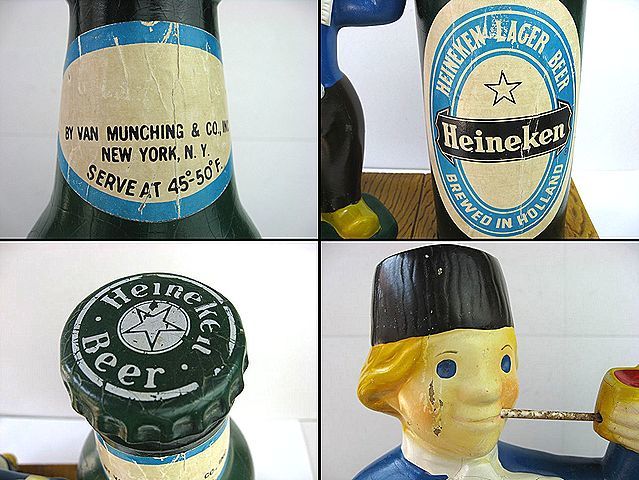 BY VAN MUNCHING & CO., INC
NEW YORK, N. Y.
SERVE AT 45°-50° F.
HEINEKEN LAGER BEER
Heineken
BREWED IN HOLLAND
Heineken
Beer